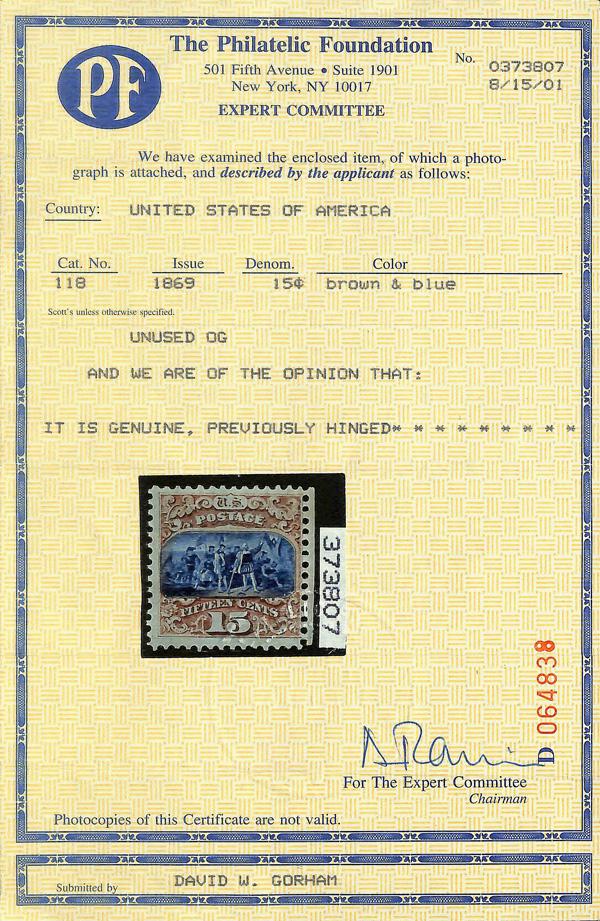 PF
The Philatelic Foundation
501 Fifth Avenue • Suite 1901
New York, NY 10017
EXPERT COMMITTEE
No. 0373807
8/15/01
We have examined the enclosed item, of which a photo-
graph is attached, and described by the applicant as follows:
Country: UNITED STATES OF AMERICA
Cat. No. Issue Denom. Color
118 1869 15¢ brown & blue
Scott's unless otherwise specified.
UNUSED OG
AND WE ARE OF THE OPINION THAT:
IT IS GENUINE, PREVIOUSLY HINGED* * * * * * * * *
U.S.
POSTAGE
FIFTEEN CENTS
15
373807
D 064838
For The Expert Committee
Chairman
Photocopies of this Certificate are not valid.
Submitted by DAVID W. GORHAM